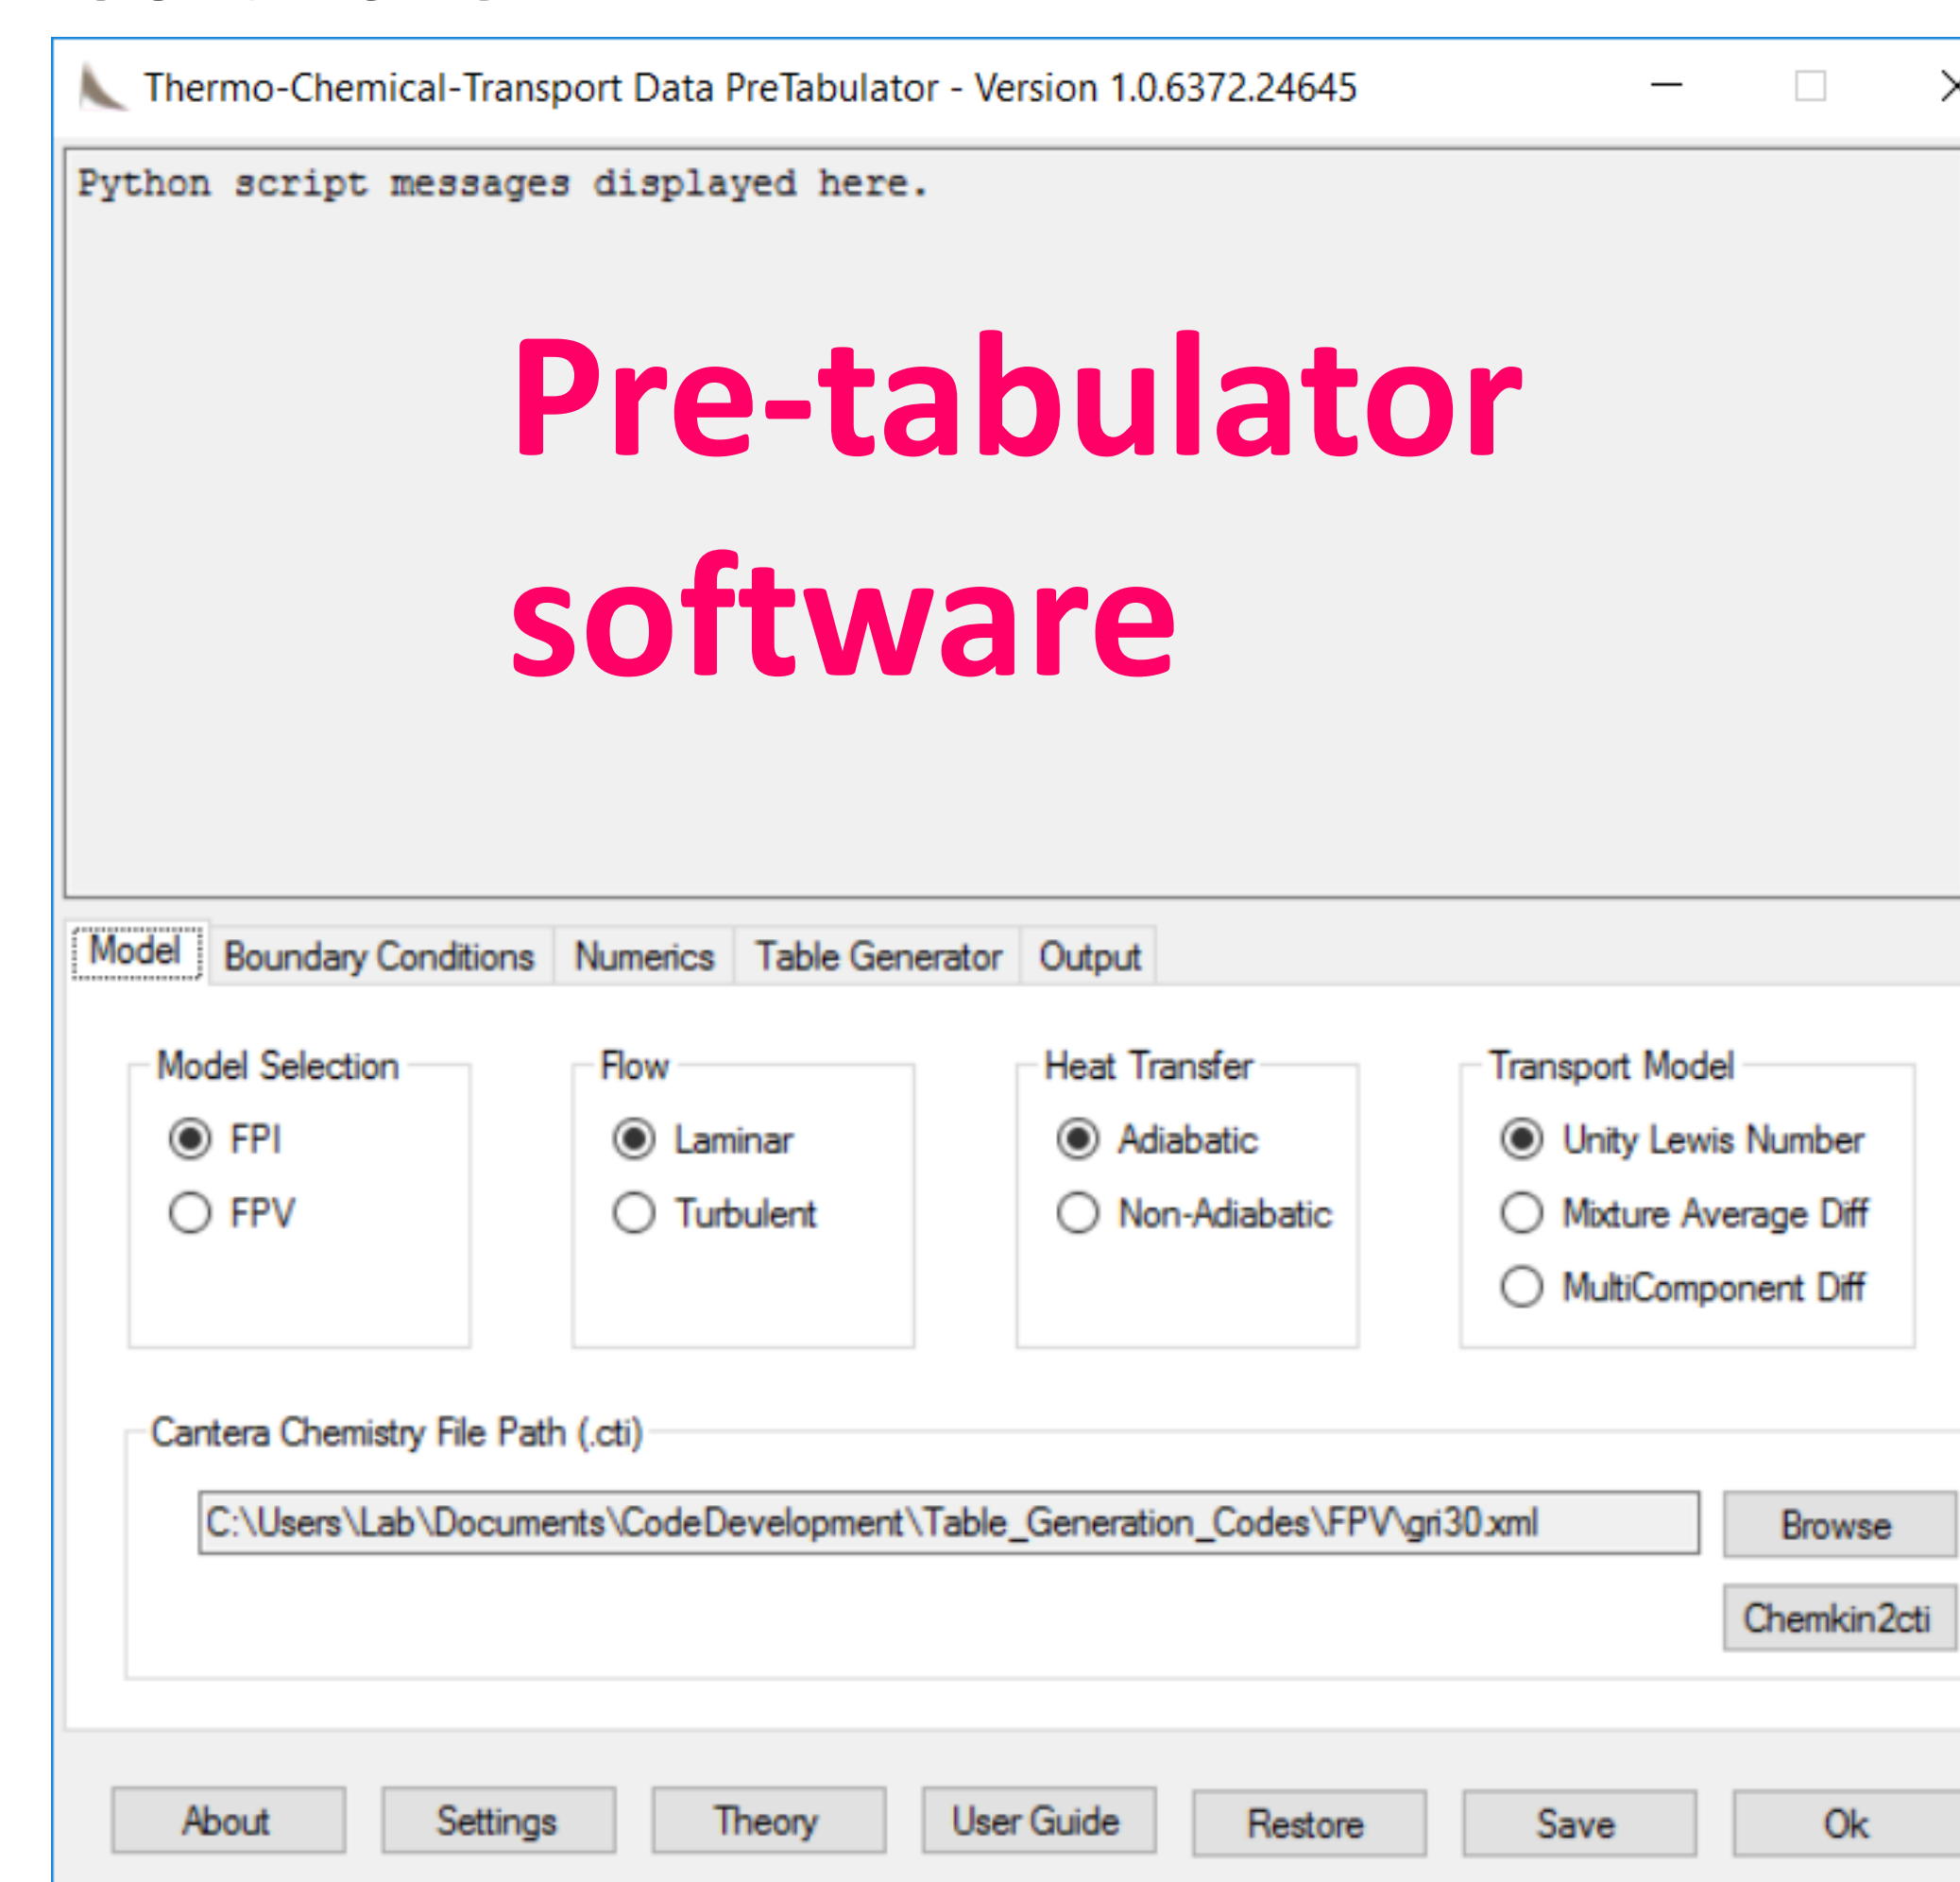 Thermo-Chemical-Transport Data PreTabulator - Version 1.0.6372.24645
Python script messages displayed here.
Pre-tabulator
software
Model Boundary Conditions Numerics Table Generator Output
Model Selection Flow Heat Transfer Transport Model
FPI Laminar Adiabatic Unity Lewis Number
FPV Turbulent Non-Adiabatic Mixture Average Diff
MultiComponent Diff
Cantera Chemistry File Path (.cti)
C:\Users\Lab\Documents\CodeDevelopment\Table_Generation_Codes\FPV\gri30.xml Browse
Chemkin2cti
About Settings Theory User Guide Restore Save Ok